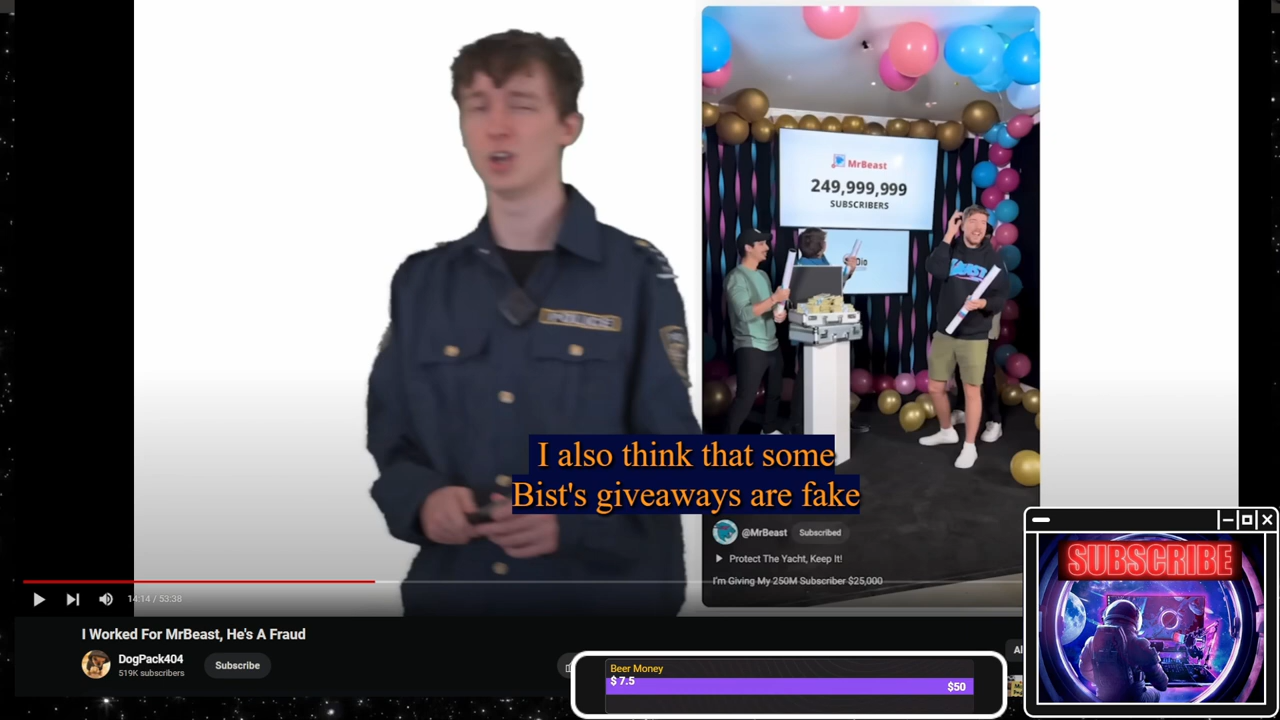 MrBeast
249,999,999
SUBSCRIBERS
POLICE
I also think that some
Bist's giveaways are fake
@MrBeast Subscribed
Protect The Yacht, Keep It!
I'm Giving My 250M Subscriber $25,000
14:14 / 53:38
I Worked For MrBeast, He's A Fraud
DogPack404
519K subscribers
Subscribe
Beer Money
$ 7.5
$50
SUBSCRIBE